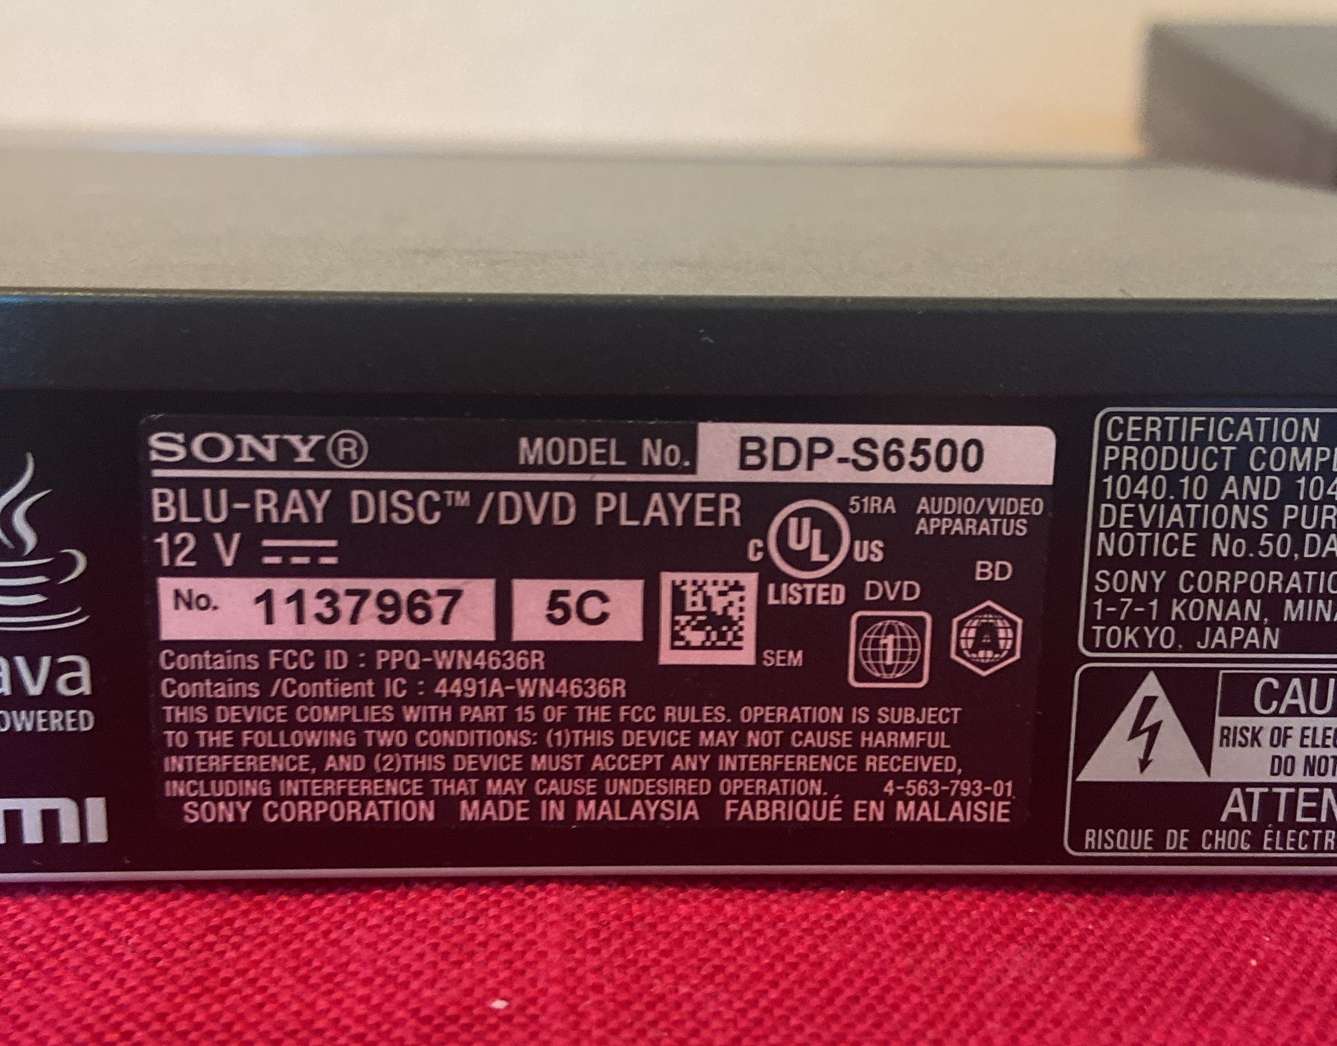 SONY® MODEL No. BDP-S6500
BLU-RAY DISC™/DVD PLAYER
12 V
No. 1137967 5C
C UL US
LISTED
51RA AUDIO/VIDEO
APPARATUS
DVD
1
BD
A
SEM
Contains FCC ID : PPQ-WN4636R
Contains /Contient IC : 4491A-WN4636R
THIS DEVICE COMPLIES WITH PART 15 OF THE FCC RULES. OPERATION IS SUBJECT
TO THE FOLLOWING TWO CONDITIONS: (1)THIS DEVICE MAY NOT CAUSE HARMFUL
INTERFERENCE, AND (2)THIS DEVICE MUST ACCEPT ANY INTERFERENCE RECEIVED,
INCLUDING INTERFERENCE THAT MAY CAUSE UNDESIRED OPERATION. 4-563-793-01
SONY CORPORATION MADE IN MALAYSIA FABRIQUÉ EN MALAISIE
ava
OWERED
mi
CERTIFICATION
PRODUCT COMP
1040.10 AND 104
DEVIATIONS PUR
NOTICE No.50,DA
SONY CORPORATIO
1-7-1 KONAN, MIN
TOKYO, JAPAN
CAU
RISK OF ELE
DO NOT
ATTEN
RISQUE DE CHOC ÉLECTR